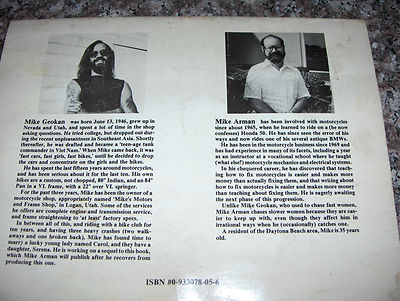 Mike Geokan was born June 13, 1946, grew up in
Nevada and Utah, and spent a lot of time in the shop
asking questions. He tried college, but dropped out dur-
ing the recent unpleasantness in Southeast Asia. Shortly
thereafter, he was drafted and became a 'teen-age tank
commander in Viet Nam.' When Mike came back, it was
'fast cars, fast girls, fast bikes,' until he decided to drop
the cars and concentrate on the girls and the bikes.
He has spent the last fifteen years involved in motorcycles,
and has been serious about it for the last ten. His own
bikes are a custom, not chopped, 80" Indian, and an 84"
Pan in a VL frame, with a 22" over VL springer.
For the past three years, Mike has been the owner of a
motorcycle shop, appropriately named 'Mike's Motors
and Frame Shop,' in Logan, Utah. Some of the services
he offers are complete engine and transmission service,
and frame straightening to 'at least' factory spec.
In between all of this, and riding with a bike club for
ten years, and having three heavy crashes (two walk-
aways and one broken back), Mike has found time to
marry a lucky young lady named Carol, and they have a
daughter, Serena. He is working on a sequel to this book,
which Mike Arman will publish after he recovers from
producing this one.
Mike Arman has been involved with motorcycles
since about 1965, when he learned to ride on a (he now
confesses) Honda 50. He has since seen the error of his
ways and now rides one of his several antique BMWs.
He has been in the motorcycle business since 1969 and
has had experience in many of its facets, including a year
as an instructor at a vocational school where he taught
(what else?) motorcycle mechanics and electrical systems.
In his chequered career, he has discovered that teach-
ing how to fix motorcycles is easier and makes more
money than actually fixing them, and that writing about
how to fix motorcycles is easier and makes more money
than teaching about fixing them. He is eagerly awaiting
the next phase of this progression.
Unlike Mike Geokan, who used to chase fast women,
Mike Arman chases slower women because they are eas-
ier to keep up with, even though they affect him in
irrational ways when he (occasionally) catches one.
A resident of the Daytona Beach area, Mike is 35 years
old.
ISBN #0-933078-05-6